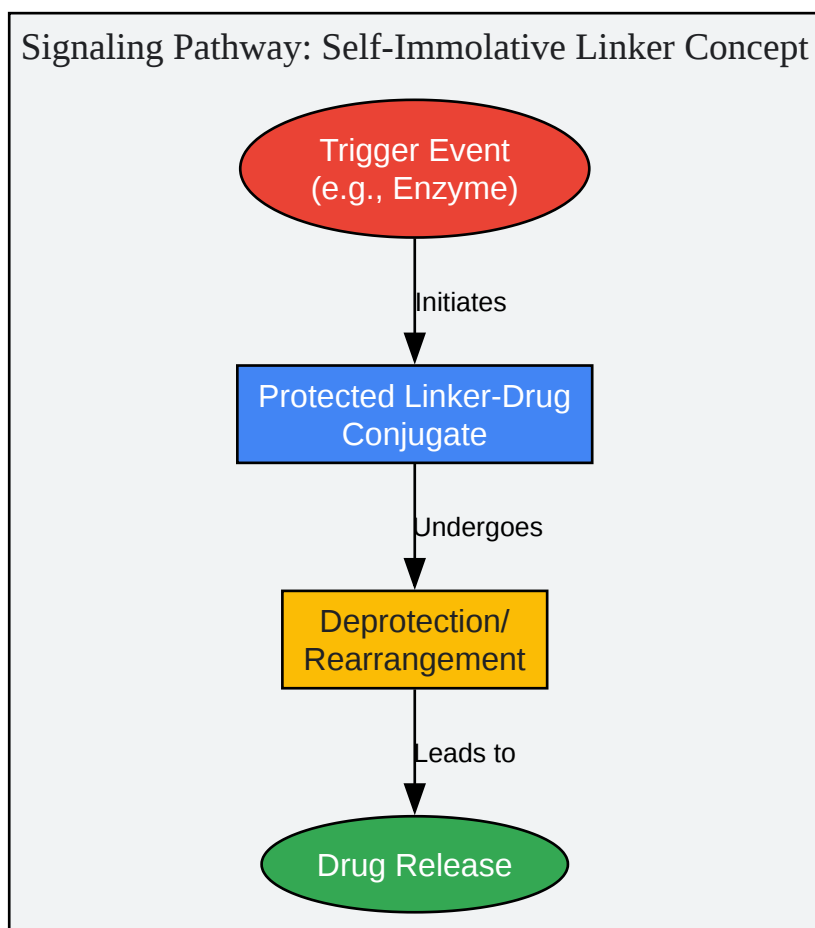 Signaling Pathway: Self-Immolative Linker Concept
Trigger Event
(e.g., Enzyme)
Initiates
Protected Linker-Drug
Conjugate
Undergoes
Deprotection/
Rearrangement
Leads to
Drug Release